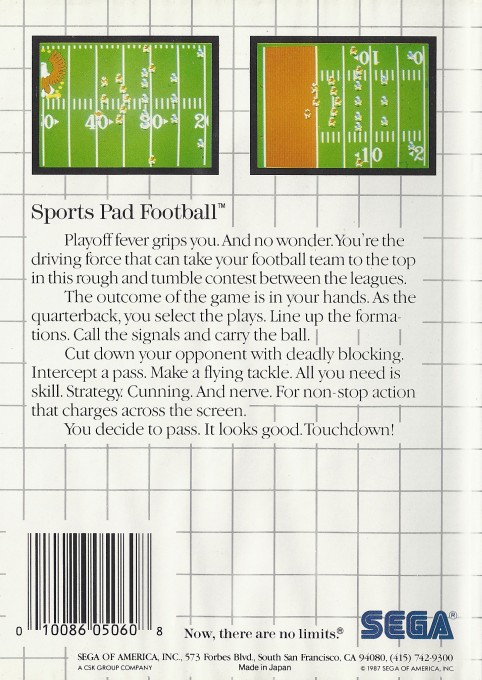 0 40 30 2
01 0
10 2
Sports Pad Football™
Playoff fever grips you. And no wonder. You're the
driving force that can take your football team to the top
in this rough and tumble contest between the leagues.
The outcome of the game is in your hands. As the
quarterback, you select the plays. Line up the forma-
tions. Call the signals and carry the ball.
Cut down your opponent with deadly blocking.
Intercept a pass. Make a flying tackle. All you need is
skill. Strategy. Cunning. And nerve. For non-stop action
that charges across the screen.
You decide to pass. It looks good. Touchdown!
0 10086 05060 8
Now, there are no limits.®
SEGA®
SEGA OF AMERICA, INC., 573 Forbes Blvd., South San Francisco, CA 94080, (415) 742-9300
A CSK GROUP COMPANY Made in Japan © 1987 SEGA OF AMERICA, INC.